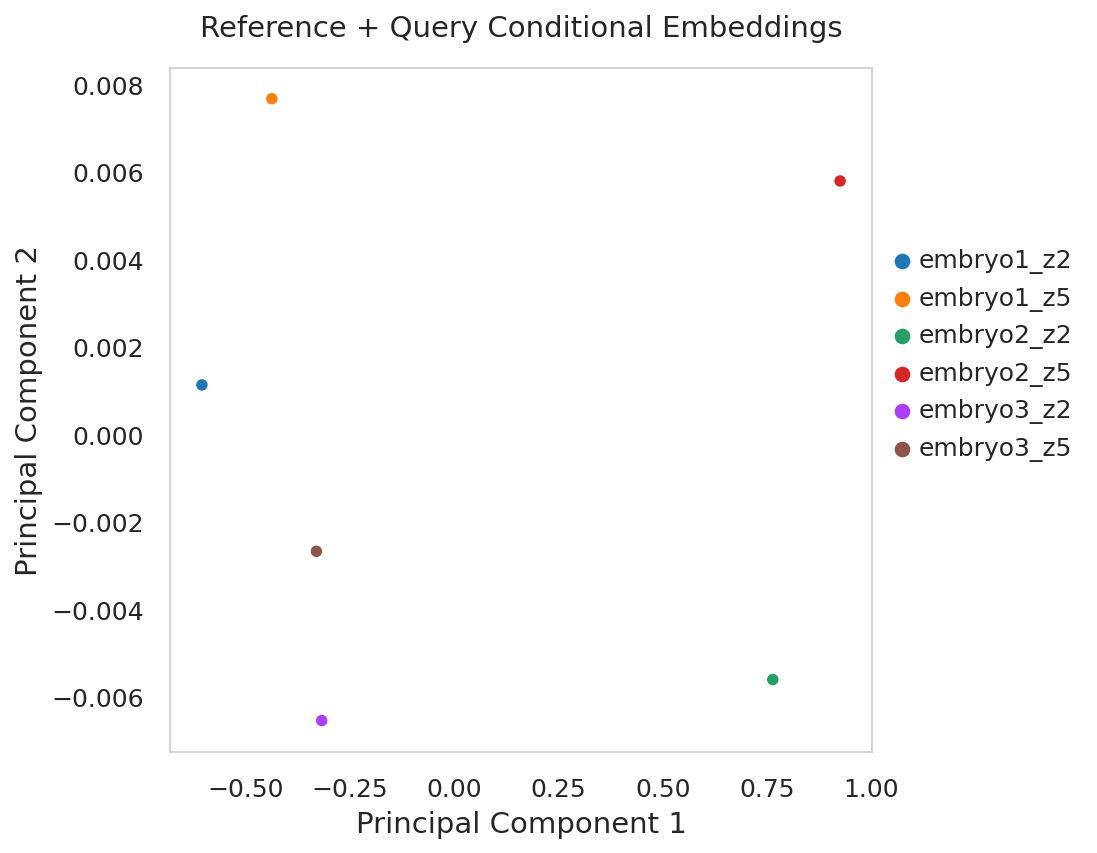 Reference + Query Conditional Embeddings
0.008
0.006
0.004
0.002
0.000
−0.002
−0.004
−0.006
Principal Component 2
−0.50 −0.25 0.00 0.25 0.50 0.75 1.00
Principal Component 1
embryo1_z2
embryo1_z5
embryo2_z2
embryo2_z5
embryo3_z2
embryo3_z5